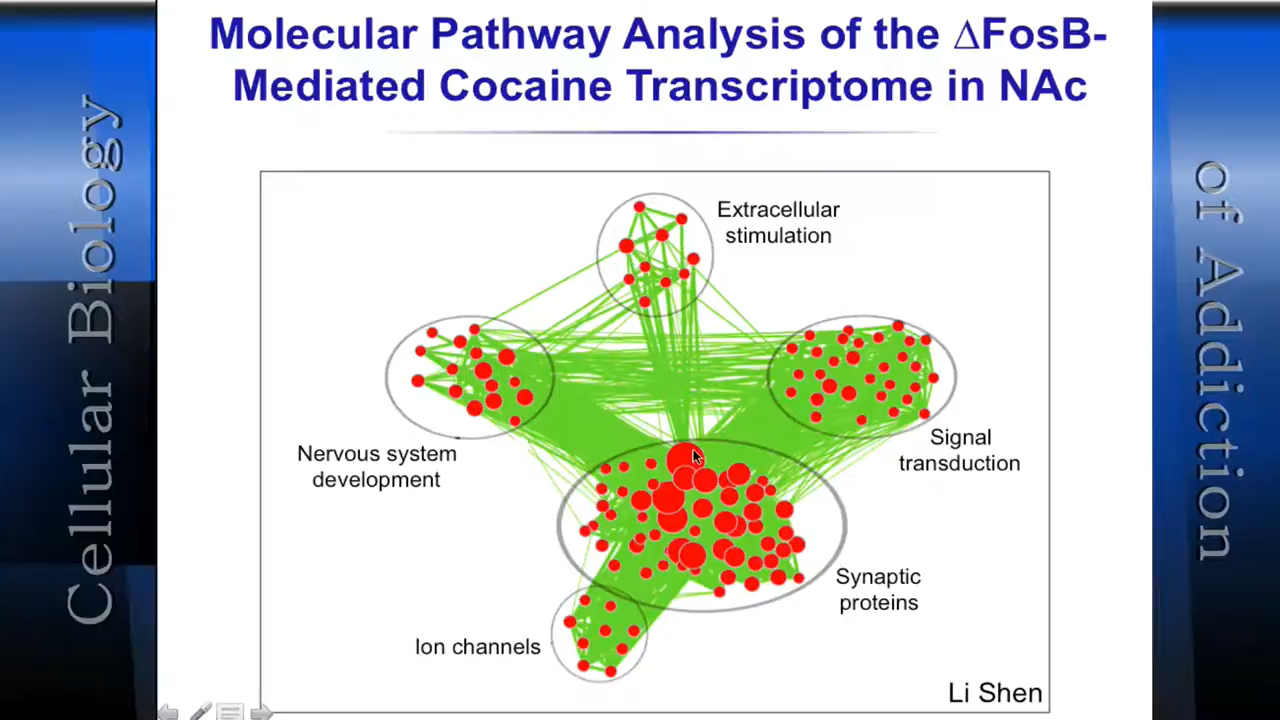 Molecular Pathway Analysis of the ΔFosB-
Mediated Cocaine Transcriptome in NAc
Cellular Biology
of Addiction
Extracellular
stimulation
Nervous system
development
Signal
transduction
Synaptic
proteins
Ion channels
Li Shen